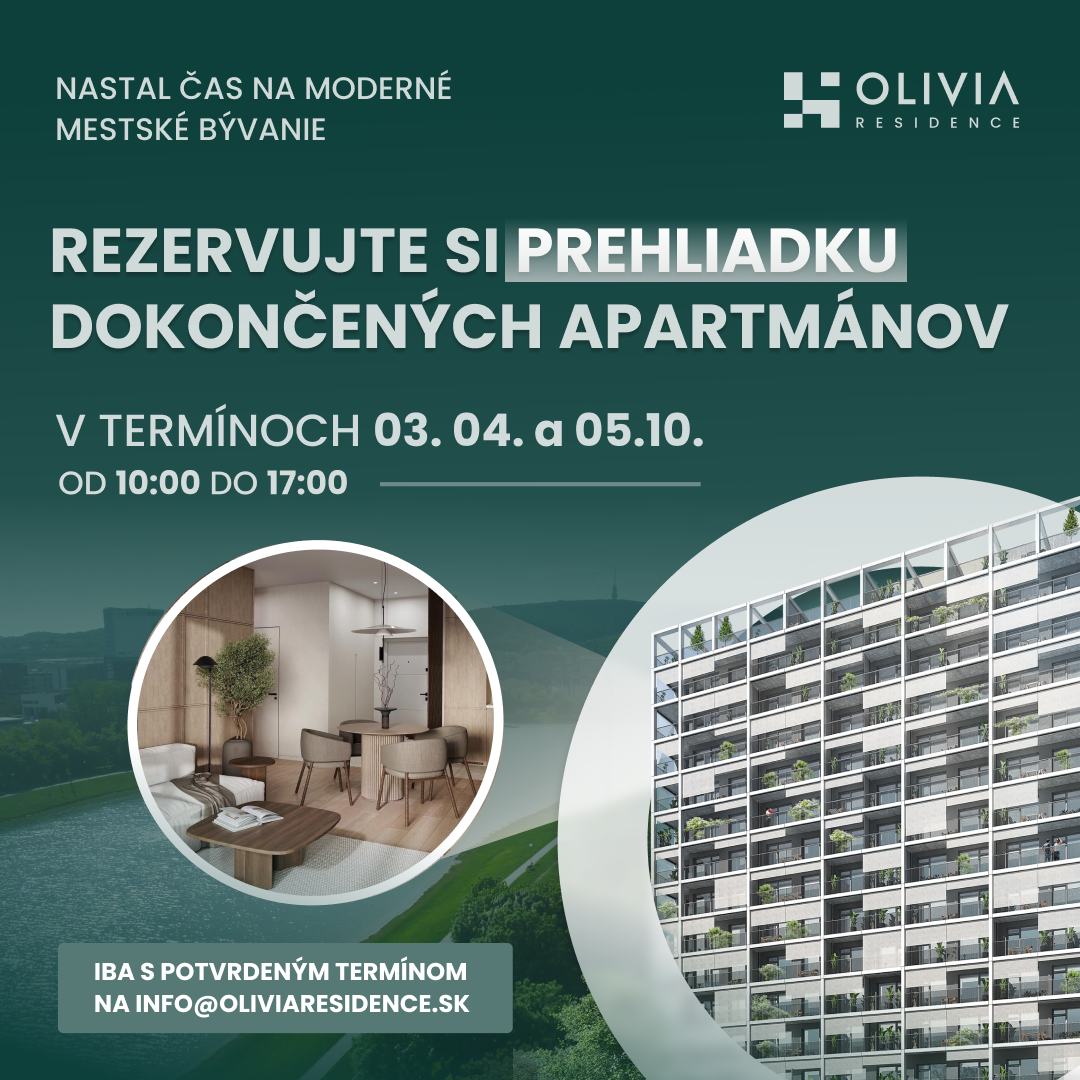 NASTAL ČAS NA MODERNÉ
MESTSKÉ BÝVANIE
OLIVIA
RESIDENCE
REZERVUJTE SI PREHLIADKU
DOKONČENÝCH APARTMÁNOV
V TERMÍNOCH 03. 04. a 05.10.
OD 10:00 DO 17:00
IBA S POTVRDENÝM TERMÍNOM
NA INFO@OLIVIARESIDENCE.SK